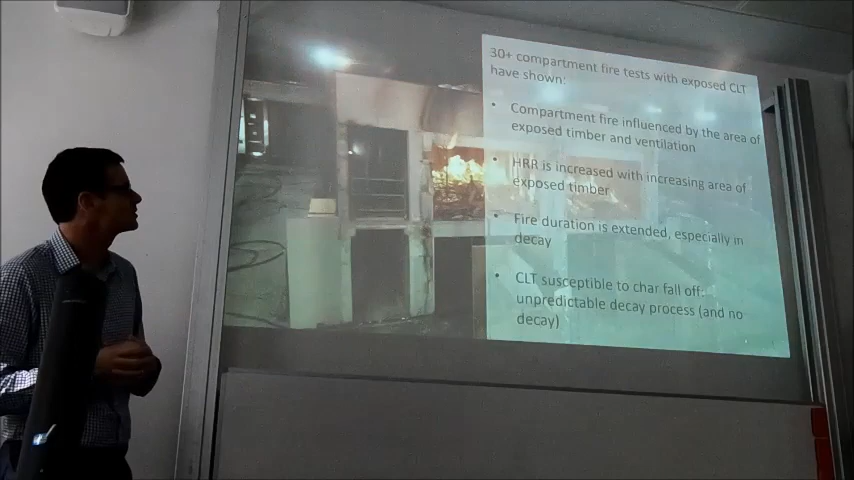 30+ compartment fire tests with exposed CLT
have shown:
• Compartment fire influenced by the area of
exposed timber and ventilation
• HRR is increased with increasing area of
exposed timber
• Fire duration is extended, especially in
decay
• CLT susceptible to char fall off-
unpredictable decay process (and no
decay)